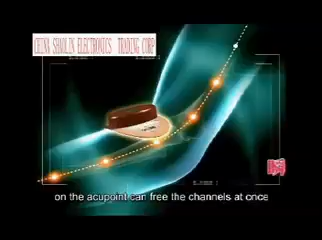 CHINA SHAOLIN ELECTRONICS TRADING CORP
on the acupoint can free the channels at once